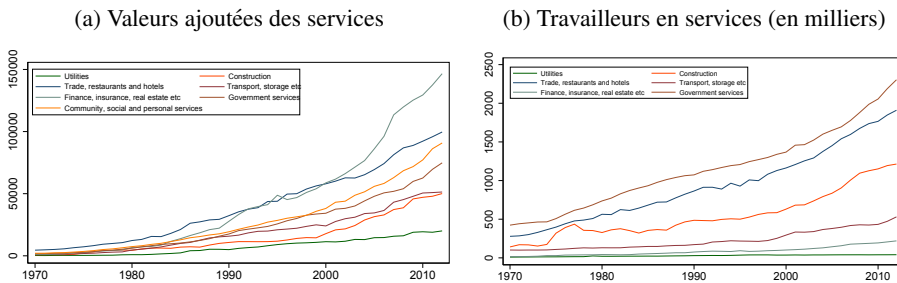 (a) Valeurs ajoutées des services
(b) Travailleurs en services (en milliers)
Utilities
Construction
Trade, restaurants and hotels
Transport, storage etc
Finance, insurance, real estate etc
Government services
Community, social and personal services
150000
100000
50000
0
1970
1980
1990
2000
2010
Utilities
Construction
Trade, restaurants and hotels
Transport, storage etc
Finance, insurance, real estate etc
Government services
2500
2000
1500
1000
500
0
1970
1980
1990
2000
2010